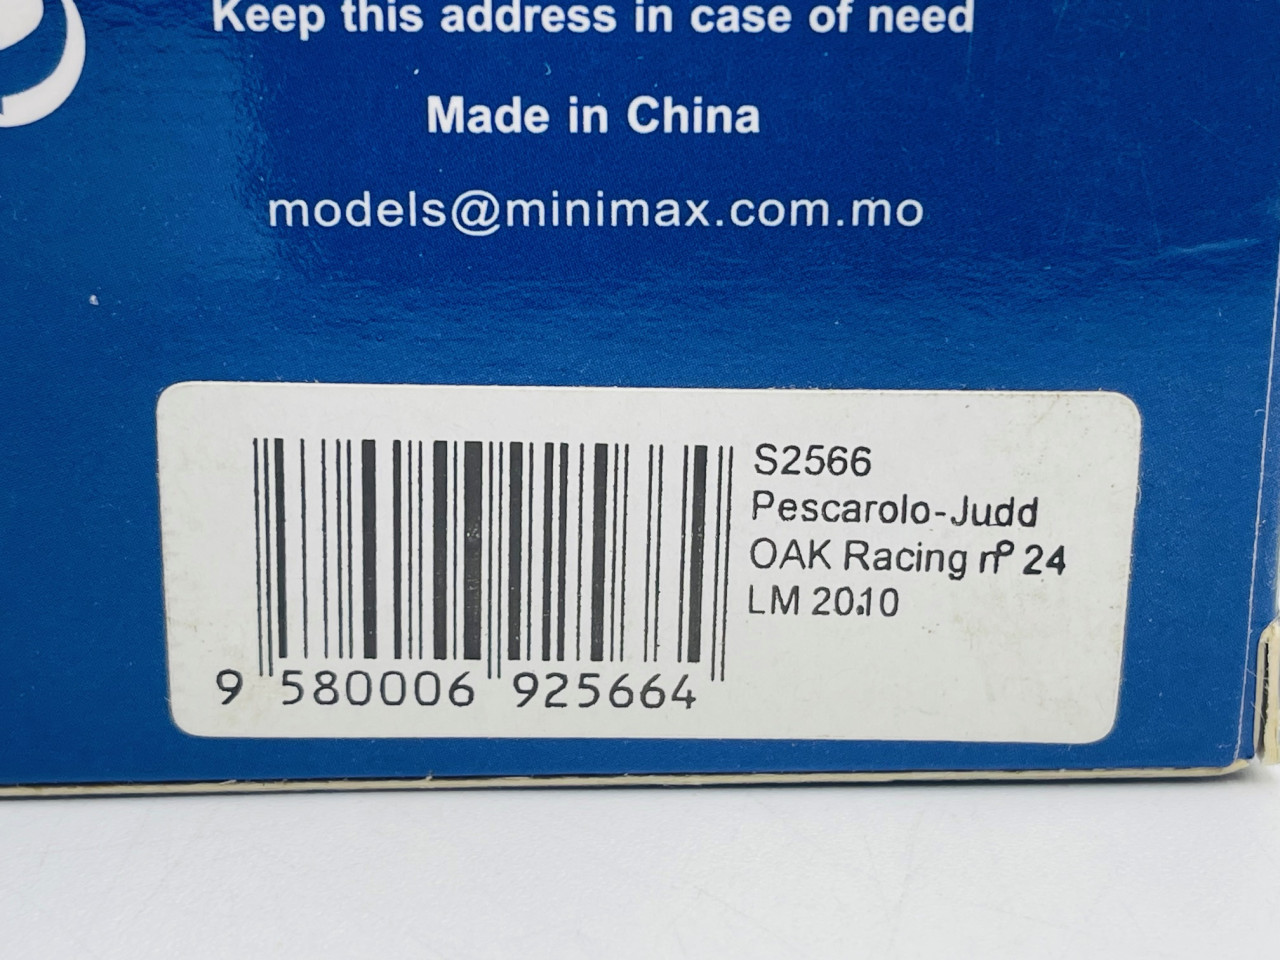 Keep this address in case of need
Made in China
models@minimax.com.mo
S2566
Pescarolo-Judd
OAK Racing nº 24
LM 2010
9 580006 925664